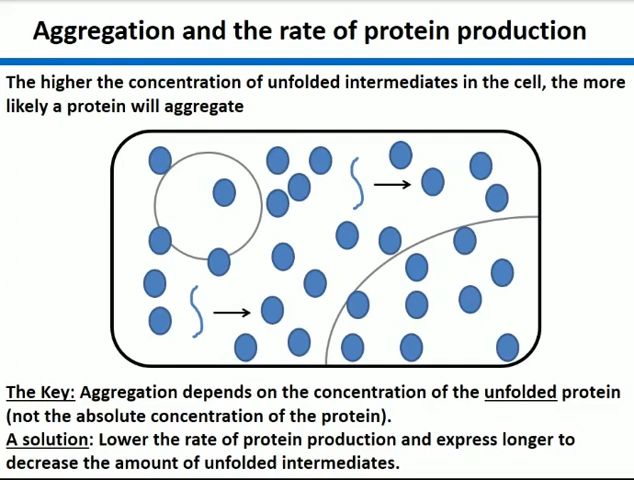 Aggregation and the rate of protein production
The higher the concentration of unfolded intermediates in the cell, the more
likely a protein will aggregate
The Key: Aggregation depends on the concentration of the unfolded protein
(not the absolute concentration of the protein).
A solution: Lower the rate of protein production and express longer to
decrease the amount of unfolded intermediates.